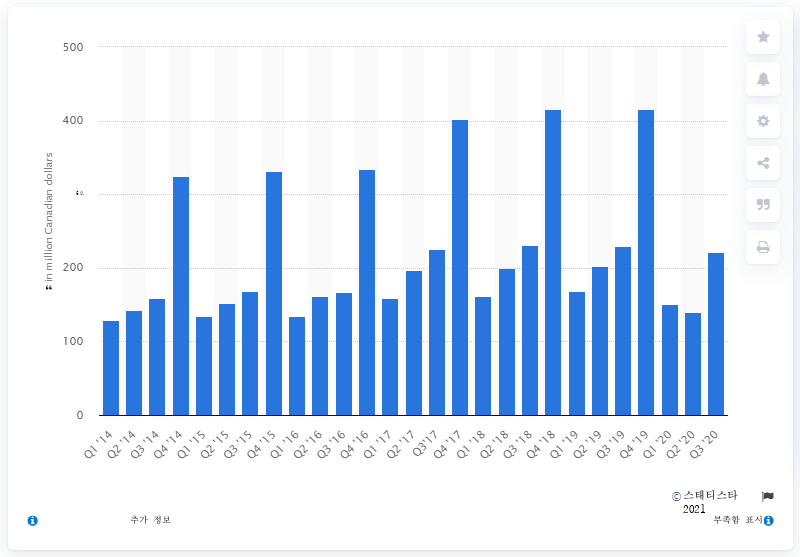 500
400
200
100
0
in million Canadian dollars
Q1 '14
Q2 '14
Q3 '14
Q4 '14
Q1 '15
Q2 '15
Q3 '15
Q4 '15
Q1 '16
Q2 '16
Q3 '16
Q4 '16
Q1 '17
Q2 '17
Q3'17
Q4 '17
Q1 '18
Q2 '18
Q3 '18
Q4 '18
Q1 '19
Q2 '19
Q3 '19
Q4 '19
Q1 '20
Q2 '20
Q3 '20
© 스태티스타
2021
추가 정보
부족함 표시